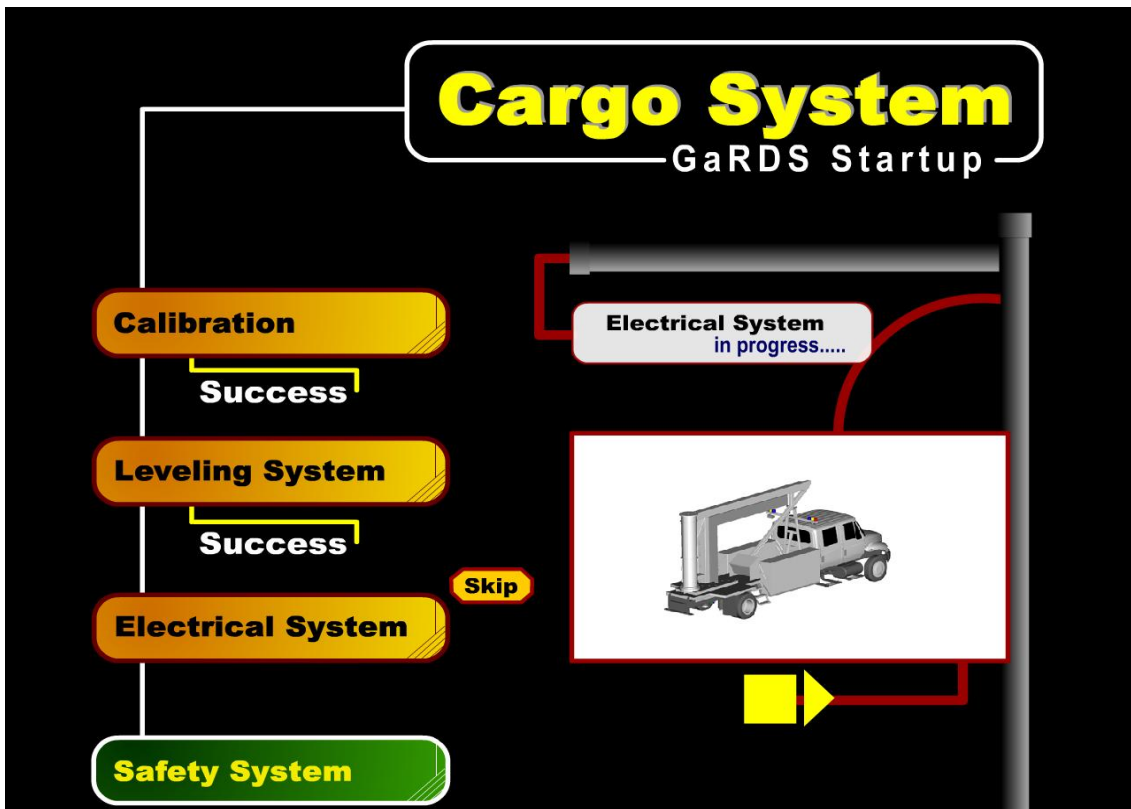 Cargo System
GaRDS Startup
Calibration
Success
Leveling System
Success
Skip
Electrical System
Safety System
Electrical System
in progress.....